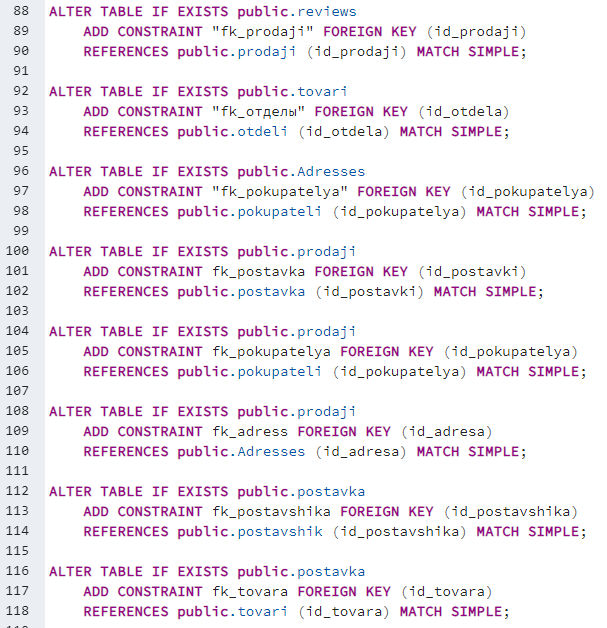 88 ALTER TABLE IF EXISTS public.reviews
89     ADD CONSTRAINT "fk_prodaji" FOREIGN KEY (id_prodaji)
90     REFERENCES public.prodaji (id_prodaji) MATCH SIMPLE;
91
92 ALTER TABLE IF EXISTS public.tovari
93     ADD CONSTRAINT "fk_отделы" FOREIGN KEY (id_otdela)
94     REFERENCES public.otdeli (id_otdela) MATCH SIMPLE;
95
96 ALTER TABLE IF EXISTS public.Adresses
97     ADD CONSTRAINT "fk_pokupatelya" FOREIGN KEY (id_pokupatelya)
98     REFERENCES public.pokupateli (id_pokupatelya) MATCH SIMPLE;
99
100 ALTER TABLE IF EXISTS public.prodaji
101     ADD CONSTRAINT fk_postavka FOREIGN KEY (id_postavki)
102     REFERENCES public.postavka (id_postavki) MATCH SIMPLE;
103
104 ALTER TABLE IF EXISTS public.prodaji
105     ADD CONSTRAINT fk_pokupatelya FOREIGN KEY (id_pokupatelya)
106     REFERENCES public.pokupateli (id_pokupatelya) MATCH SIMPLE;
107
108 ALTER TABLE IF EXISTS public.prodaji
109     ADD CONSTRAINT fk_adress FOREIGN KEY (id_adresa)
110     REFERENCES public.Adresses (id_adresa) MATCH SIMPLE;
111
112 ALTER TABLE IF EXISTS public.postavka
113     ADD CONSTRAINT fk_postavshika FOREIGN KEY (id_postavshika)
114     REFERENCES public.postavshik (id_postavshika) MATCH SIMPLE;
115
116 ALTER TABLE IF EXISTS public.postavka
117     ADD CONSTRAINT fk_tovara FOREIGN KEY (id_tovara)
118     REFERENCES public.tovari (id_tovara) MATCH SIMPLE;